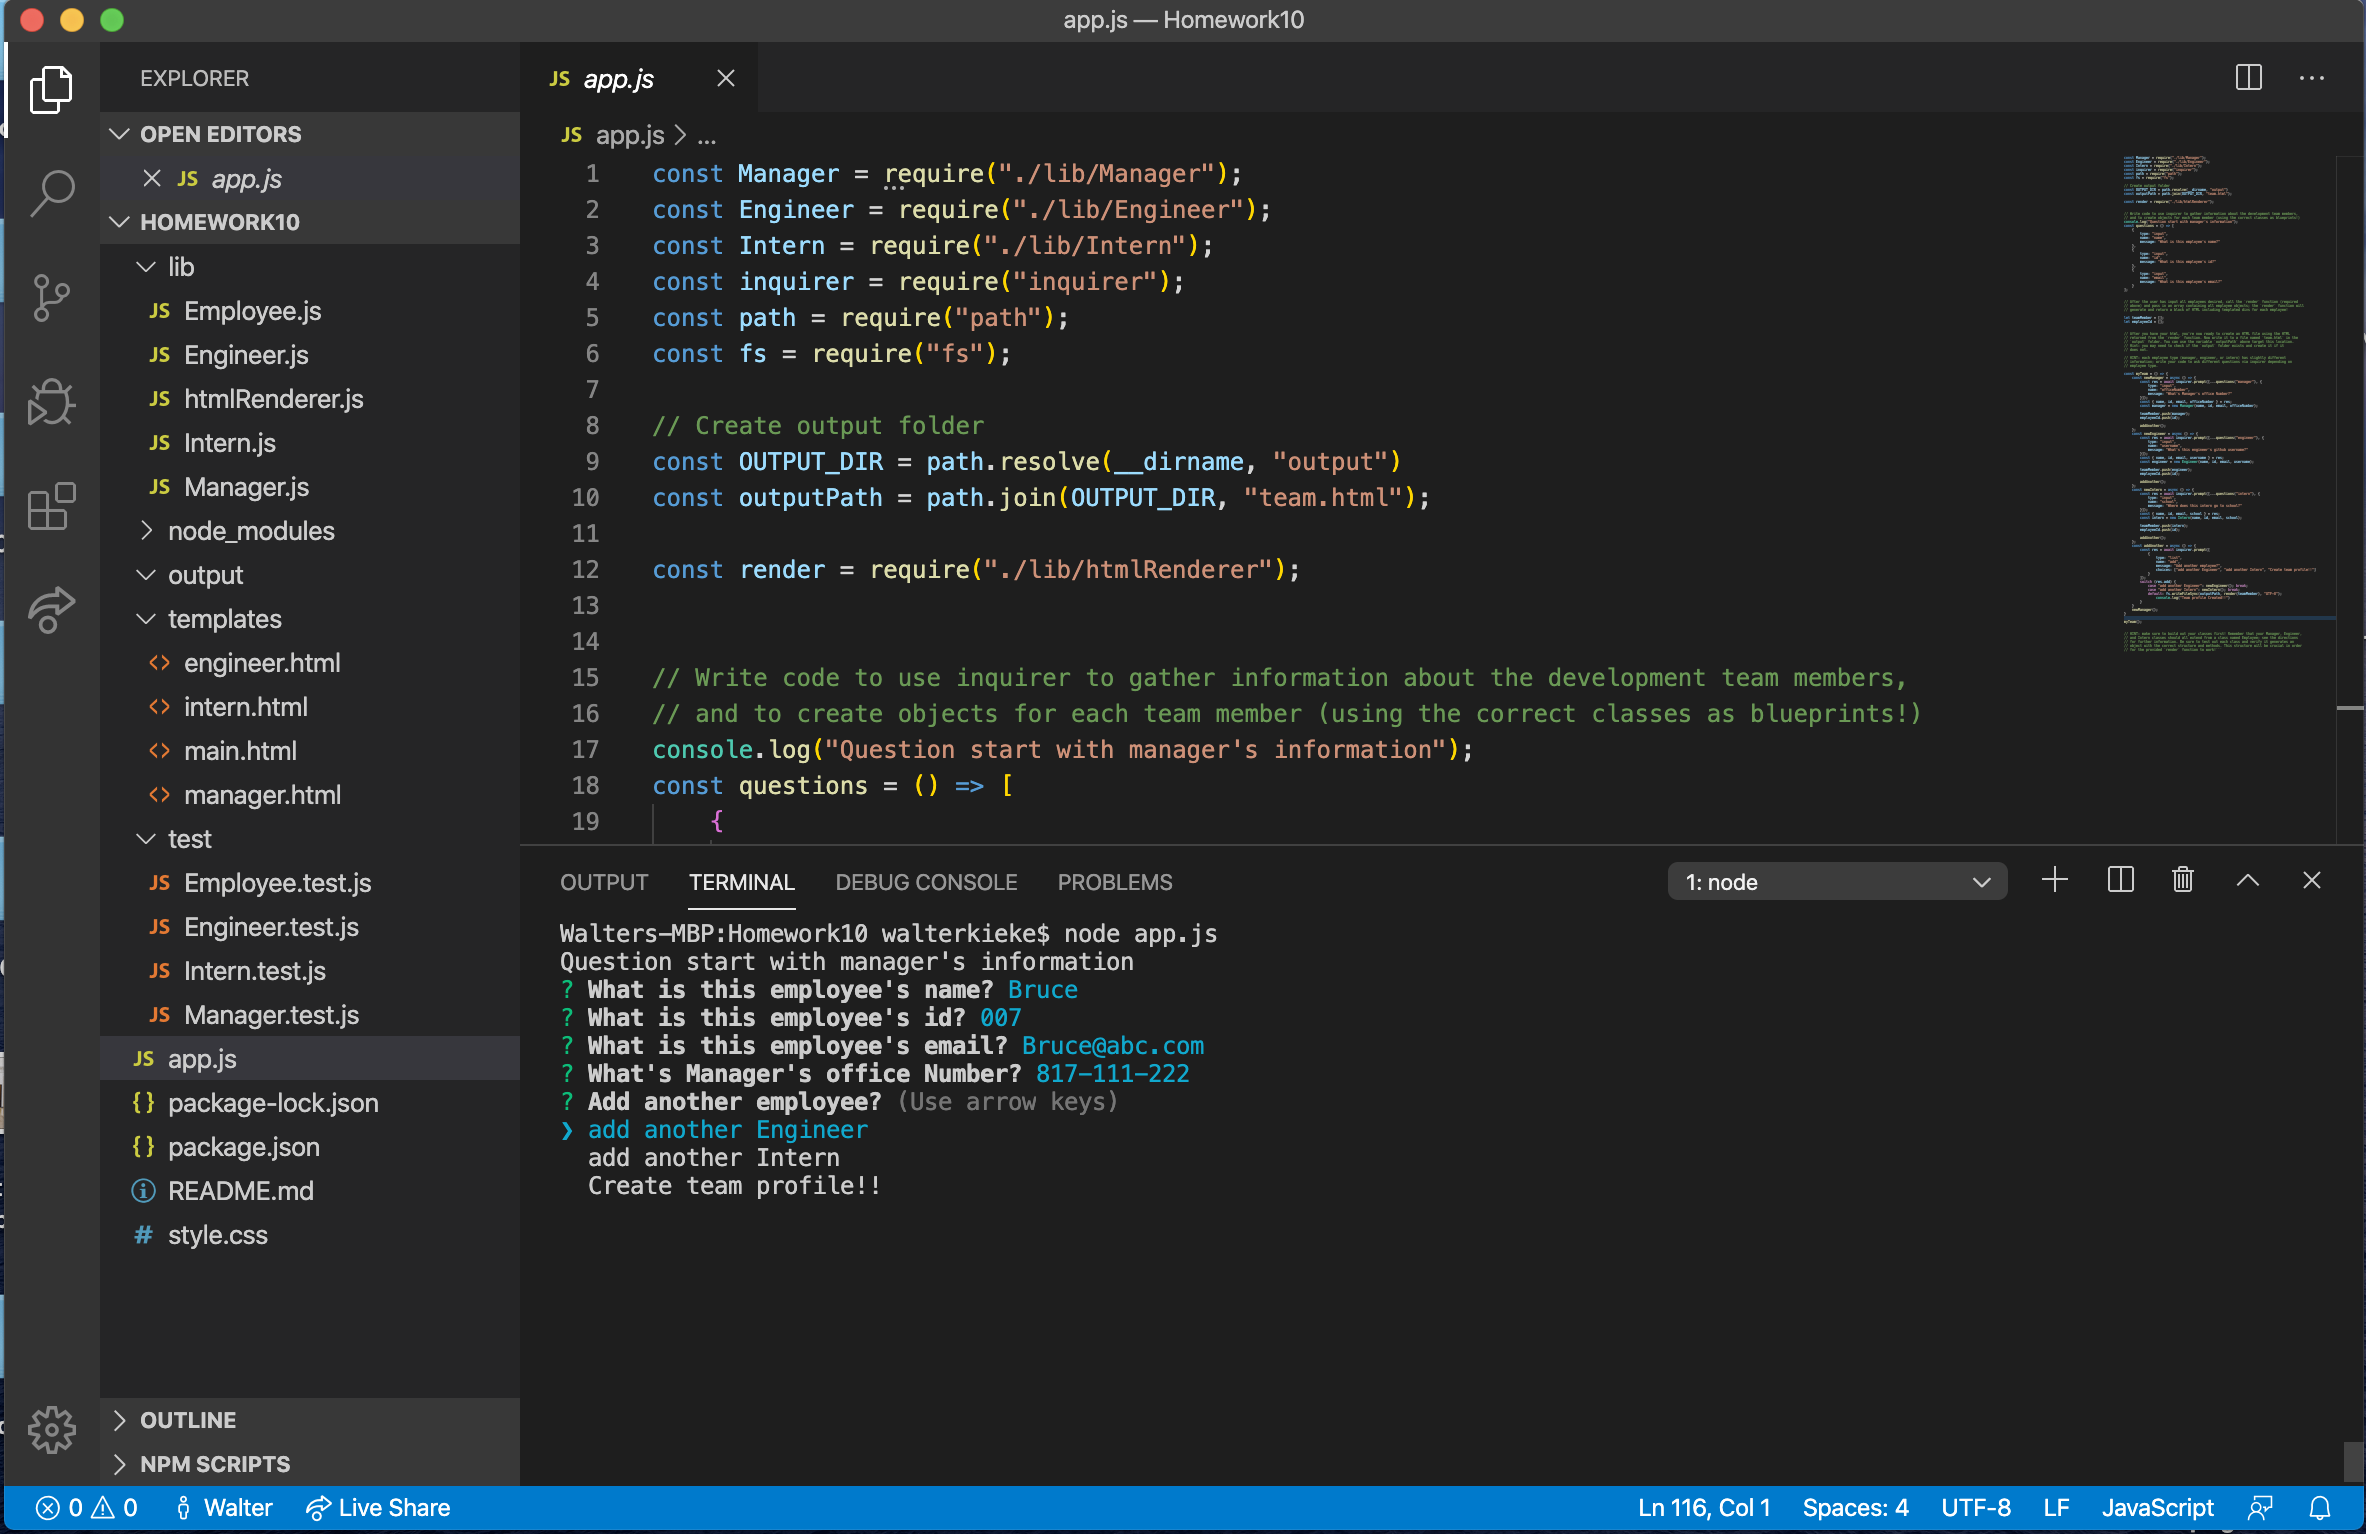 app.js — Homework10
EXPLORER
OPEN EDITORS
JS app.js
HOMEWORK10
lib
JS Employee.js
JS Engineer.js
JS htmlRenderer.js
JS Intern.js
JS Manager.js
node_modules
output
templates
<> engineer.html
<> intern.html
<> main.html
<> manager.html
test
JS Employee.test.js
JS Engineer.test.js
JS Intern.test.js
JS Manager.test.js
JS app.js
{} package-lock.json
{} package.json
README.md
# style.css
OUTLINE
NPM SCRIPTS
JS app.js
JS app.js > ...
1 const Manager = require("./lib/Manager");
2 const Engineer = require("./lib/Engineer");
3 const Intern = require("./lib/Intern");
4 const inquirer = require("inquirer");
5 const path = require("path");
6 const fs = require("fs");
7
8 // Create output folder
9 const OUTPUT_DIR = path.resolve(__dirname, "output")
10 const outputPath = path.join(OUTPUT_DIR, "team.html");
11
12 const render = require("./lib/htmlRenderer");
13
14
15 // Write code to use inquirer to gather information about the development team members,
16 // and to create objects for each team member (using the correct classes as blueprints!)
17 console.log("Question start with manager's information");
18 const questions = () => [
19 {
OUTPUT TERMINAL DEBUG CONSOLE PROBLEMS 1: node
Walters-MBP:Homework10 walterkieke$ node app.js
Question start with manager's information
? What is this employee's name? Bruce
? What is this employee's id? 007
? What is this employee's email? Bruce@abc.com
? What's Manager's office Number? 817-111-222
? Add another employee? (Use arrow keys)
❯ add another Engineer
add another Intern
Create team profile!!
0 0 Walter Live Share Ln 116, Col 1 Spaces: 4 UTF-8 LF JavaScript